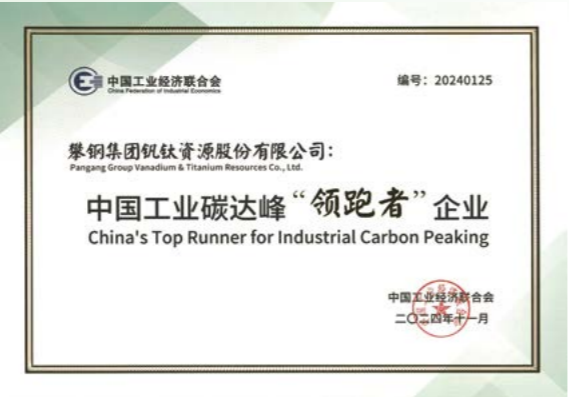 中国工业经济联合会
China Federation of Industrial Economics
编号：20240125
攀钢集团钒钛资源股份有限公司：
Pangang Group Vanadium & Titanium Resources Co., Ltd.
中国工业碳达峰“领跑者”企业
China's Top Runner for Industrial Carbon Peaking
中国工业经济联合会
二〇二四年十一月